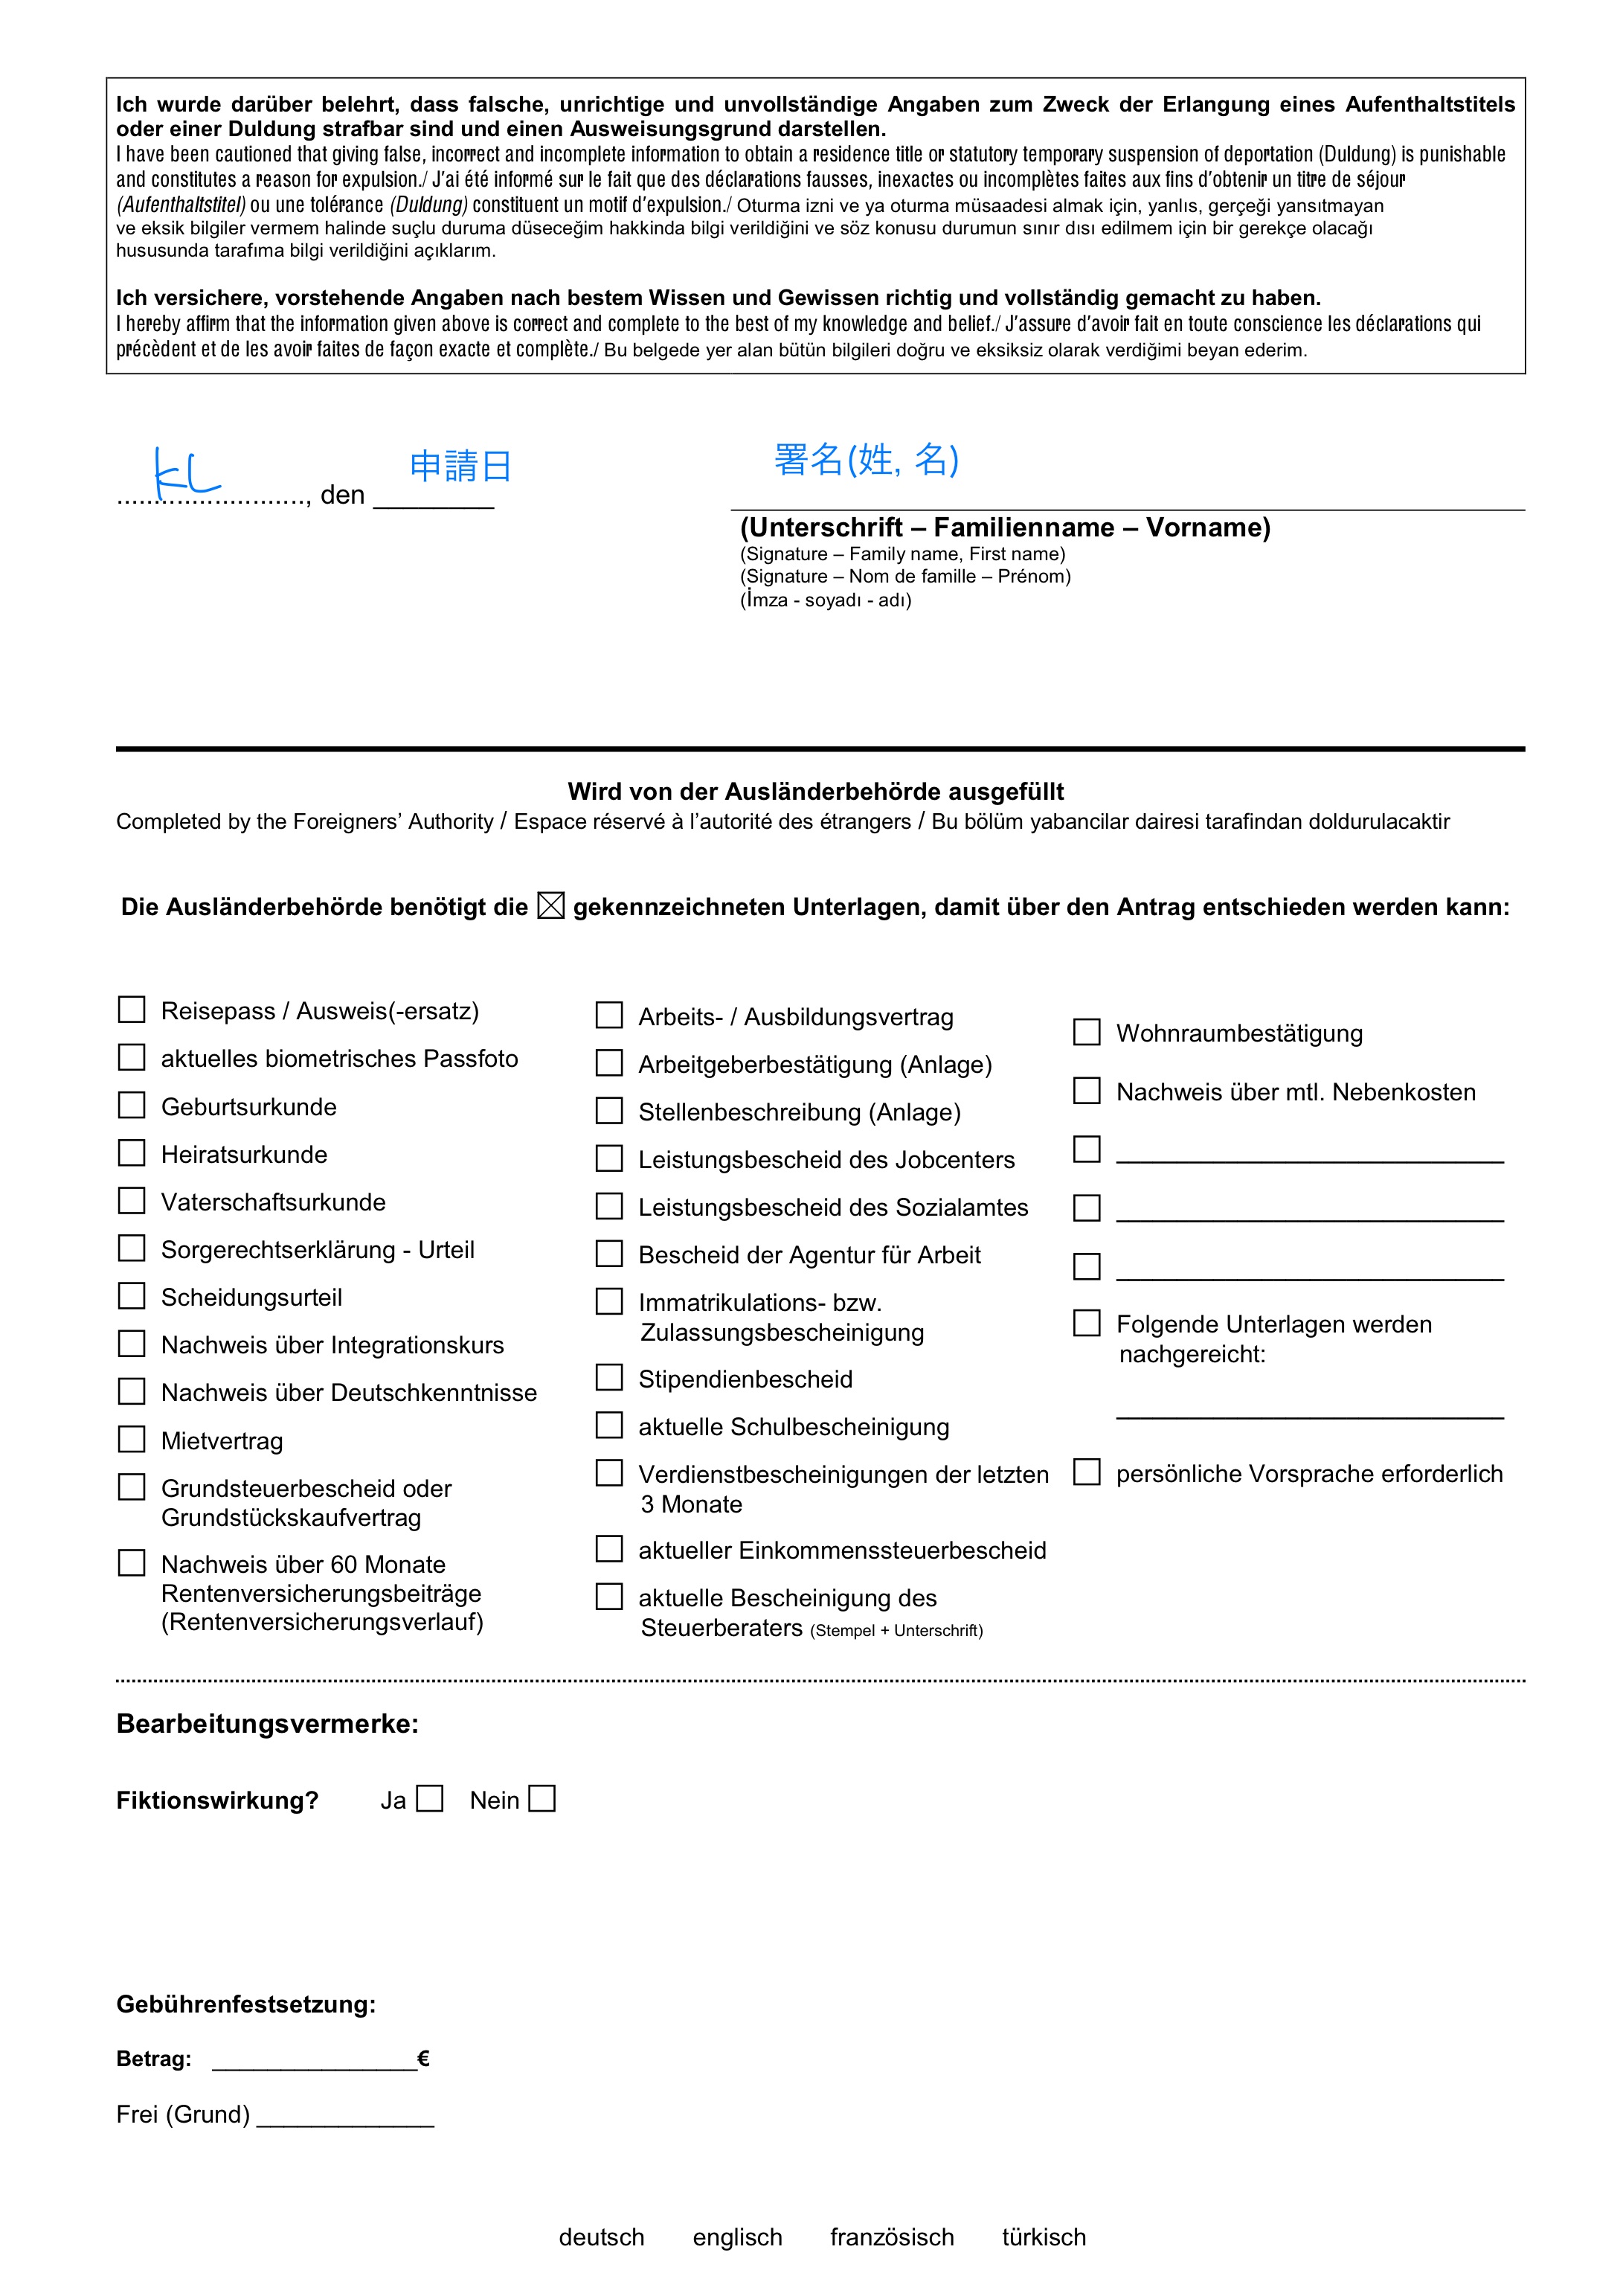 Ich wurde darüber belehrt, dass falsche, unrichtige und unvollständige Angaben zum Zweck der Erlangung eines Aufenthaltstitels
oder einer Duldung strafbar sind und einen Ausweisungsgrund darstellen.
I have been cautioned that giving false, incorrect and incomplete information to obtain a residence title or statutory temporary suspension of deportation (Duldung) is punishable
and constitutes a reason for expulsion./ J’ai été informé sur le fait que des déclarations fausses, inexactes ou incomplètes faites aux fins d’obtenir un titre de séjour
(Aufenthaltstitel) ou une tolérance (Duldung) constituent un motif d’expulsion./ Oturma izni ve ya oturma müsaadesi almak için, yanlıs, gerçeği yansıtmayan
ve eksik bilgiler vermem halinde suçlu duruma düseceğim hakkinda bilgi verildiğini ve söz konusu durumun sınır dısı edilmem için bir gerekçe olacağı
hususunda tarafıma bilgi verildiğini açıklarım.
Ich versichere, vorstehende Angaben nach bestem Wissen und Gewissen richtig und vollständig gemacht zu haben.
I hereby affirm that the information given above is correct and complete to the best of my knowledge and belief./ J’assure d’avoir fait en toute conscience les déclarations qui
précèdent et de les avoir faites de façon exacte et complète./ Bu belgede yer alan bütün bilgileri doğru ve eksiksiz olarak verdiğimi beyan ederim.
KL 申請日 署名(姓, 名)
........................., den ________
(Unterschrift – Familienname – Vorname)
(Signature – Family name, First name)
(Signature – Nom de famille – Prénom)
(İmza - soyadı - adı)
Wird von der Ausländerbehörde ausgefüllt
Completed by the Foreigners’ Authority / Espace réservé à l’autorité des étrangers / Bu bölüm yabancilar dairesi tarafindan doldurulacaktir
Die Ausländerbehörde benötigt die ☒ gekennzeichneten Unterlagen, damit über den Antrag entschieden werden kann:
☐ Reisepass / Ausweis(-ersatz)
☐ aktuelles biometrisches Passfoto
☐ Geburtsurkunde
☐ Heiratsurkunde
☐ Vaterschaftsurkunde
☐ Sorgerechtserklärung - Urteil
☐ Scheidungsurteil
☐ Nachweis über Integrationskurs
☐ Nachweis über Deutschkenntnisse
☐ Mietvertrag
☐ Grundsteuerbescheid oder
Grundstückskaufvertrag
☐ Nachweis über 60 Monate
Rentenversicherungsbeiträge
(Rentenversicherungsverlauf)
☐ Arbeits- / Ausbildungsvertrag
☐ Arbeitgeberbestätigung (Anlage)
☐ Stellenbeschreibung (Anlage)
☐ Leistungsbescheid des Jobcenters
☐ Leistungsbescheid des Sozialamtes
☐ Bescheid der Agentur für Arbeit
☐ Immatrikulations- bzw.
Zulassungsbescheinigung
☐ Stipendienbescheid
☐ aktuelle Schulbescheinigung
☐ Verdienstbescheinigungen der letzten
3 Monate
☐ aktueller Einkommenssteuerbescheid
☐ aktuelle Bescheinigung des
Steuerberaters (Stempel + Unterschrift)
☐ Wohnraumbestätigung
☐ Nachweis über mtl. Nebenkosten
☐ ____________________________
☐ ____________________________
☐ ____________________________
☐ Folgende Unterlagen werden
nachgereicht:
____________________________
☐ persönliche Vorsprache erforderlich
Bearbeitungsvermerke:
Fiktionswirkung? Ja ☐ Nein ☐
Gebührenfestsetzung:
Betrag: ________________€
Frei (Grund) _____________
deutsch englisch französisch türkisch